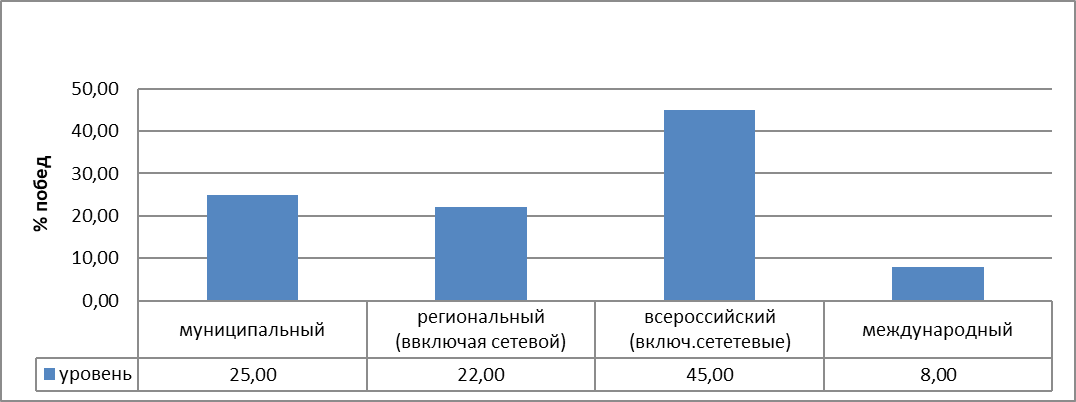 % побед
50,00
40,00
30,00
20,00
10,00
0,00
муниципальный
региональный
(ввключая сетевой)
всероссийский
(включ.сететевые)
международный
уровень
25,00
22,00
45,00
8,00